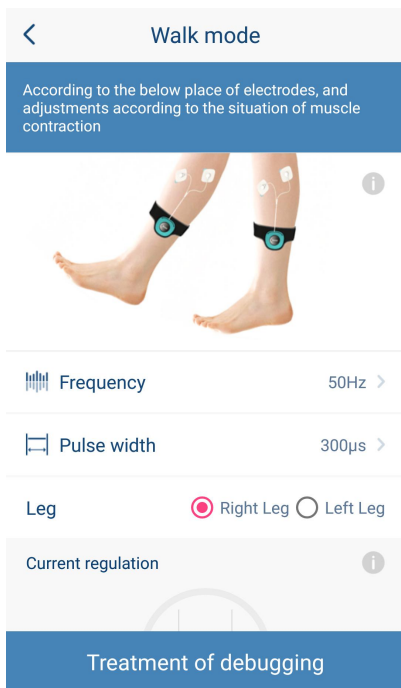 Walk mode
According to the below place of electrodes, and
adjustments according to the situation of muscle
contraction
Frequency 50Hz
Pulse width 300μs
Leg Right Leg Left Leg
Current regulation
Treatment of debugging